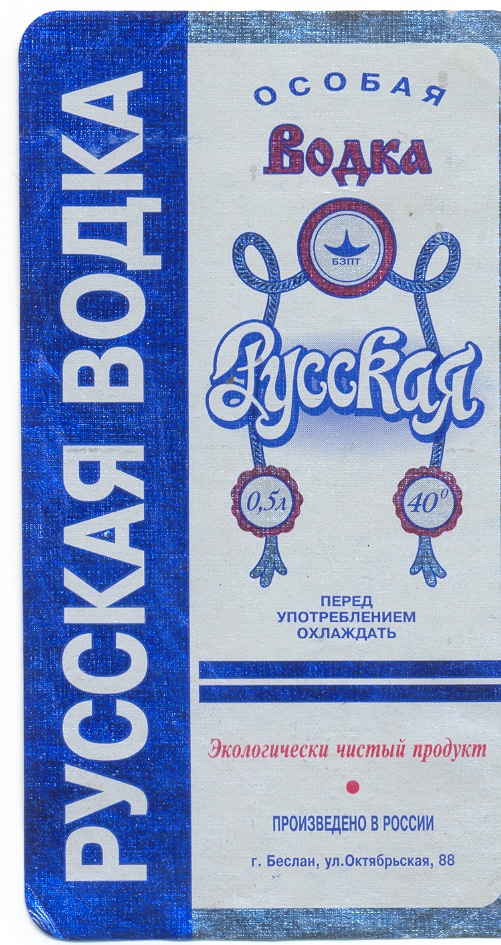 РУССКАЯ ВОДКА
ОСОБАЯ
Водка
БЗПТ
Русская
0,5л
40⁰
ПЕРЕД
УПОТРЕБЛЕНИЕМ
ОХЛАЖДАТЬ
Экологически чистый продукт
ПРОИЗВЕДЕНО В РОССИИ
г. Беслан, ул.Октябрьская, 88